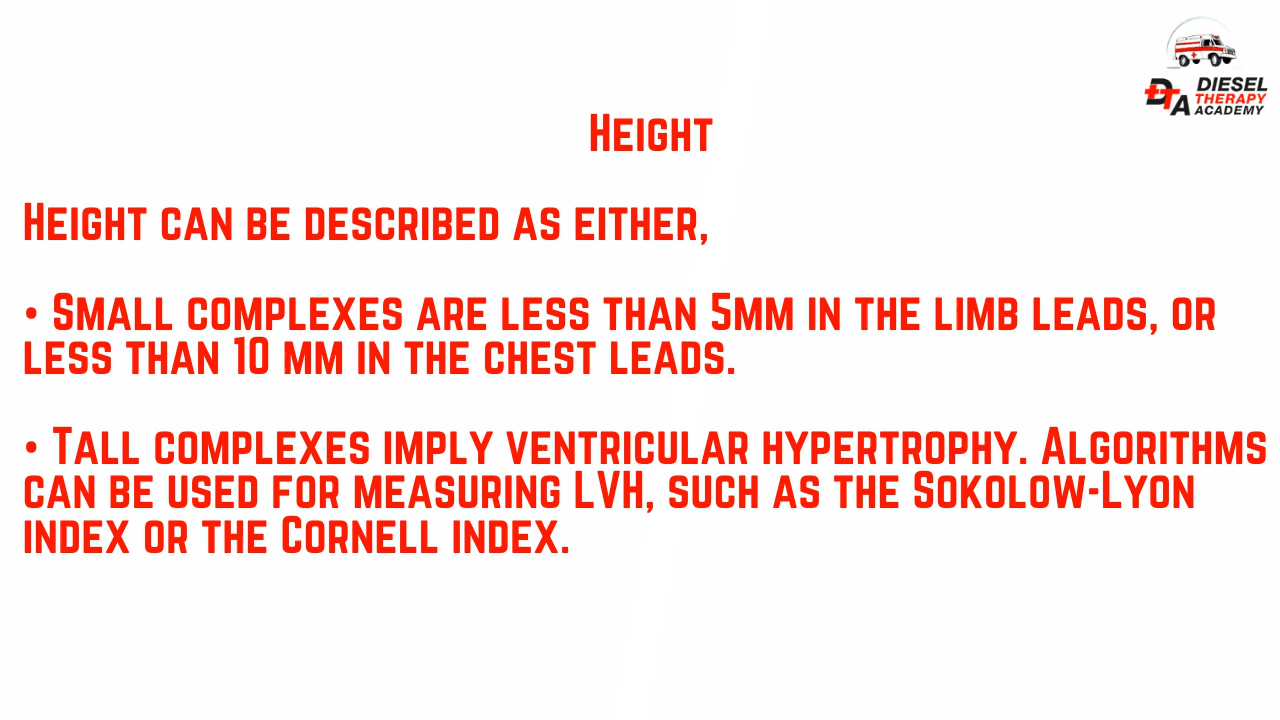 DIESEL
THERAPY
ACADEMY
DTA
Height
Height can be described as either,
• Small complexes are less than 5mm in the limb leads, or
less than 10 mm in the chest leads.
• Tall complexes imply ventricular hypertrophy. Algorithms
can be used for measuring LVH, such as the Sokolow-Lyon
index or the Cornell index.